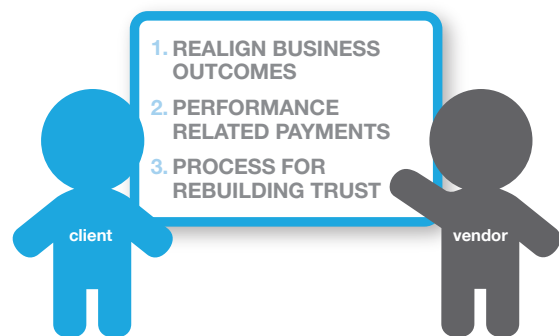 1. REALIGN BUSINESS
OUTCOMES
2. PERFORMANCE
RELATED PAYMENTS
3. PROCESS FOR
REBUILDING TRUST
client
vendor